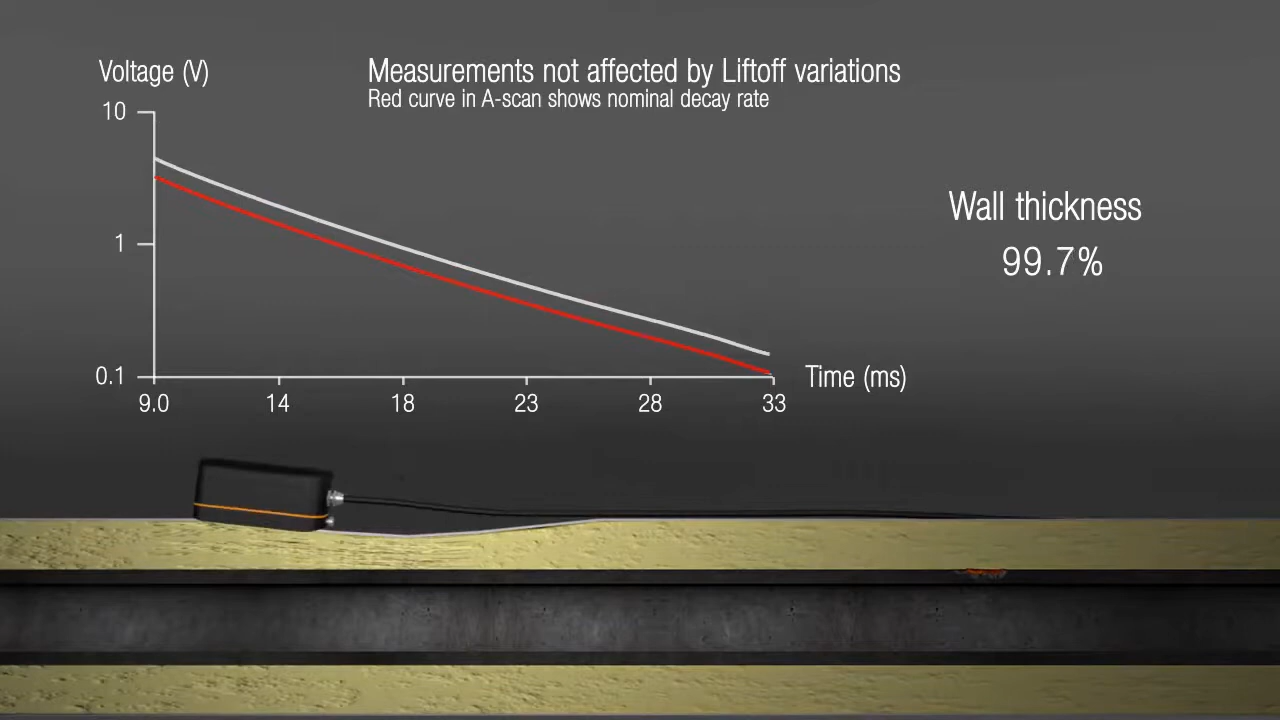 Voltage (V)
Measurements not affected by Liftoff variations
Red curve in A-scan shows nominal decay rate
10
Wall thickness
1
99.7%
0.1
Time (ms)
9.0 14 18 23 28 33